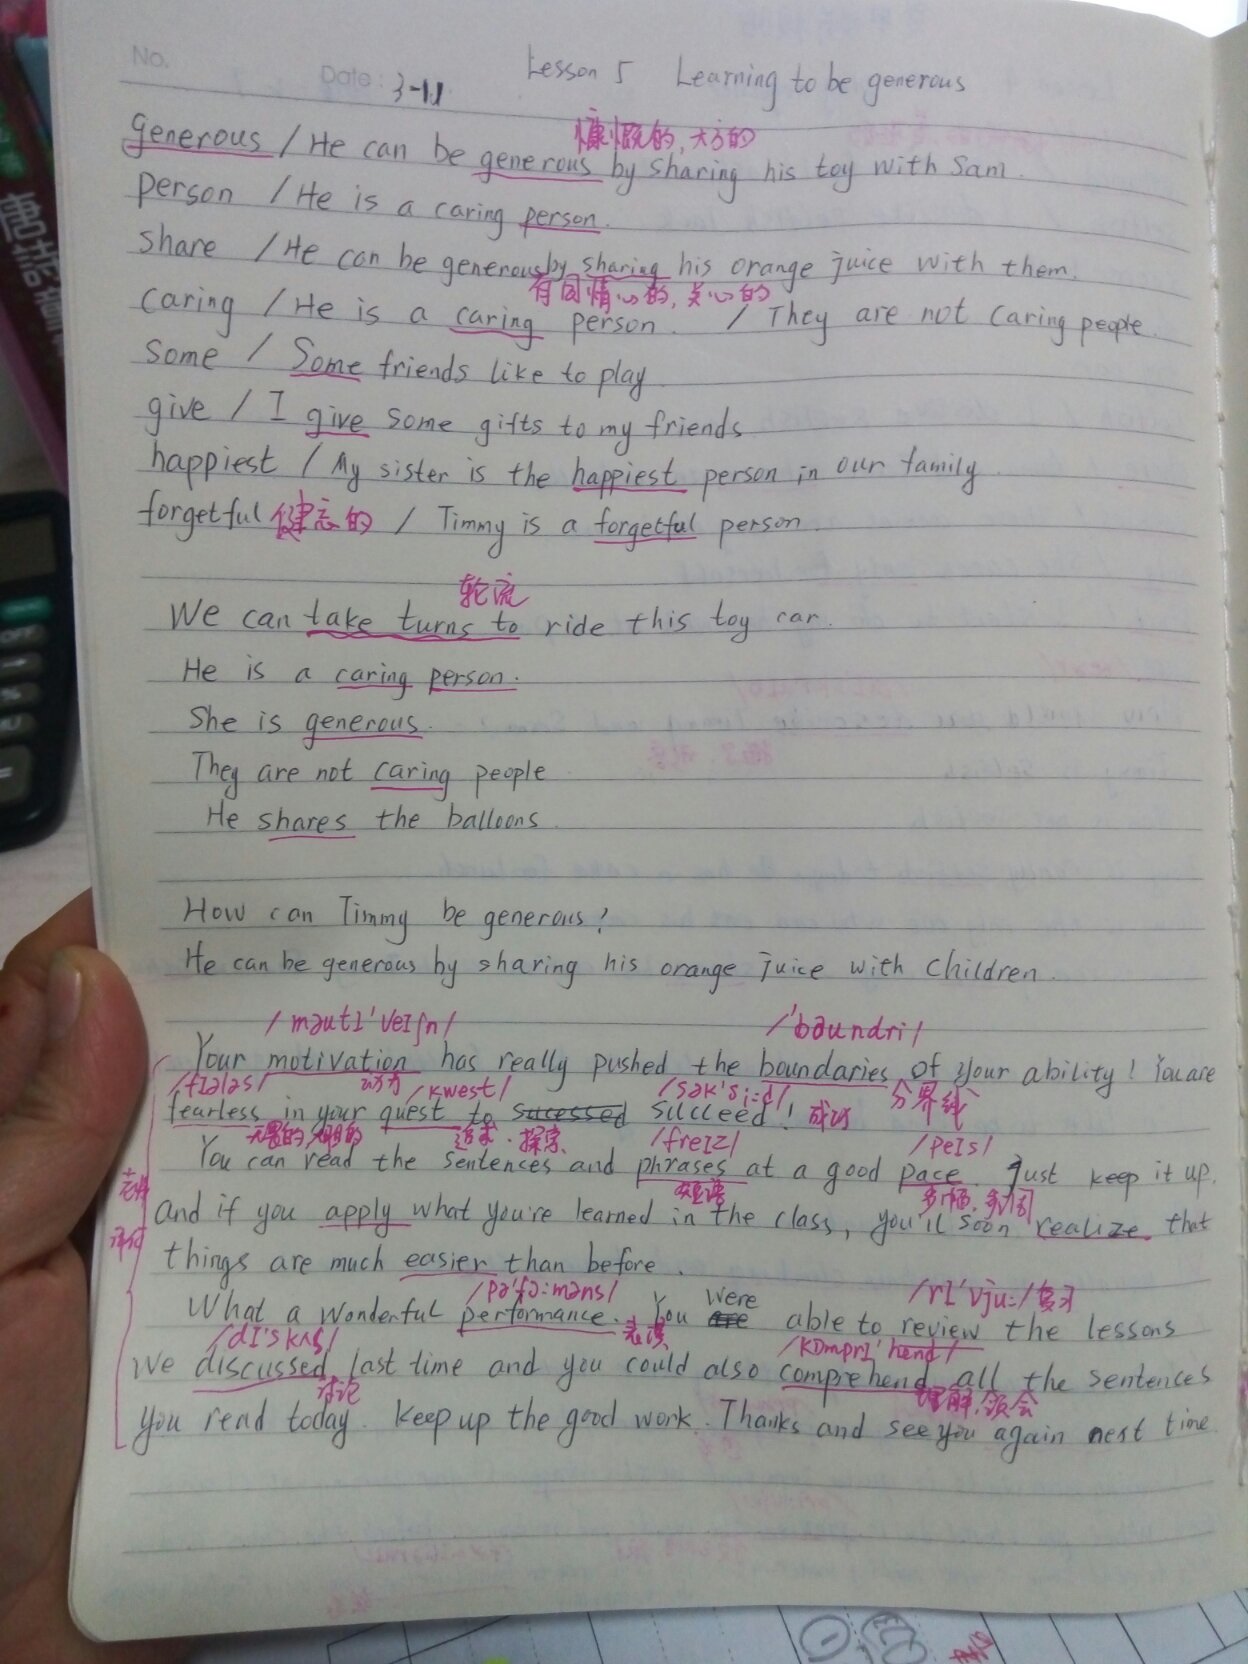 No.
Date: 3-11
Lesson 5 Learning to be generous
慷慨的,大方的
generous / He can be generous by sharing his toy with Sam.
person / He is a caring person.
share / He can be generous by sharing his orange juice with them.
有同情心的,关心的
caring / He is a caring person. / They are not caring people.
some / Some friends like to play
give / I give some gifts to my friends
happiest / My sister is the happiest person in our family
forgetful 健忘的 / Timmy is a forgetful person.
轮流
We can take turns to ride this toy car.
He is a caring person.
She is generous.
They are not caring people
He shares the balloons.
How can Timmy be generous?
He can be generous by sharing his orange juice with children.
/məutɪ'veɪʃn/ /'bəundri/
Your motivation has really pushed the boundaries of your ability! You are
/fɪələs/ 动力 /kwest/ /sək'si:d/ 分界线
fearless in your quest to sucessed succeed! 成功
无畏的 追求、探索 /freɪz/ /peɪs/
You can read the sentences and phrases at a good pace. Just keep it up.
短语
and if you apply what you're learned in the class, you'll soon realize that
things are much easier than before.
/pə'fɔ:məns/ /rɪ'vju:/ 复习
What a wonderful performance. 表演 You are were able to review the lessons
/dɪ'skʌs/ /kɒmprɪ'hend/
We discussed last time and you could also comprehend all the sentences
讨论 理解,领会
you read today. Keep up the good work. Thanks and see you again next time.
老师
评价